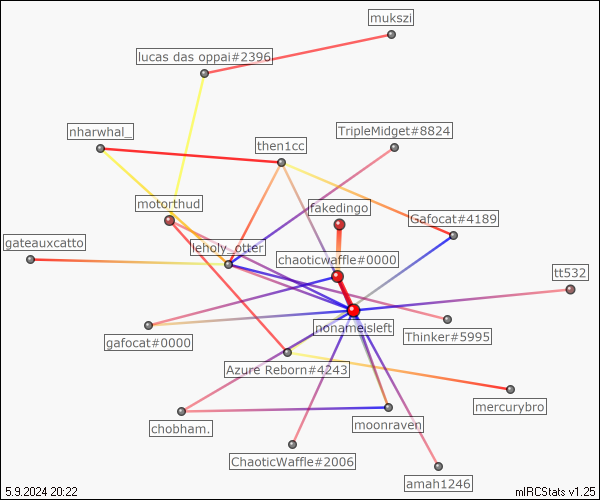 mukszi
lucas das oppai#2396
nharwhal_
TripleMidget#8824
then1cc
motorthud
fakedingo
Gafocat#4189
gateauxcatto
leholy_otter
chaoticwaffle#0000
tt532
nonameisleft
gafocat#0000
Thinker#5995
Azure Reborn#4243
mercurybro
chobham.
moonraven
ChaoticWaffle#2006
amah1246
5.9.2024 20:22
mIRCStats v1.25